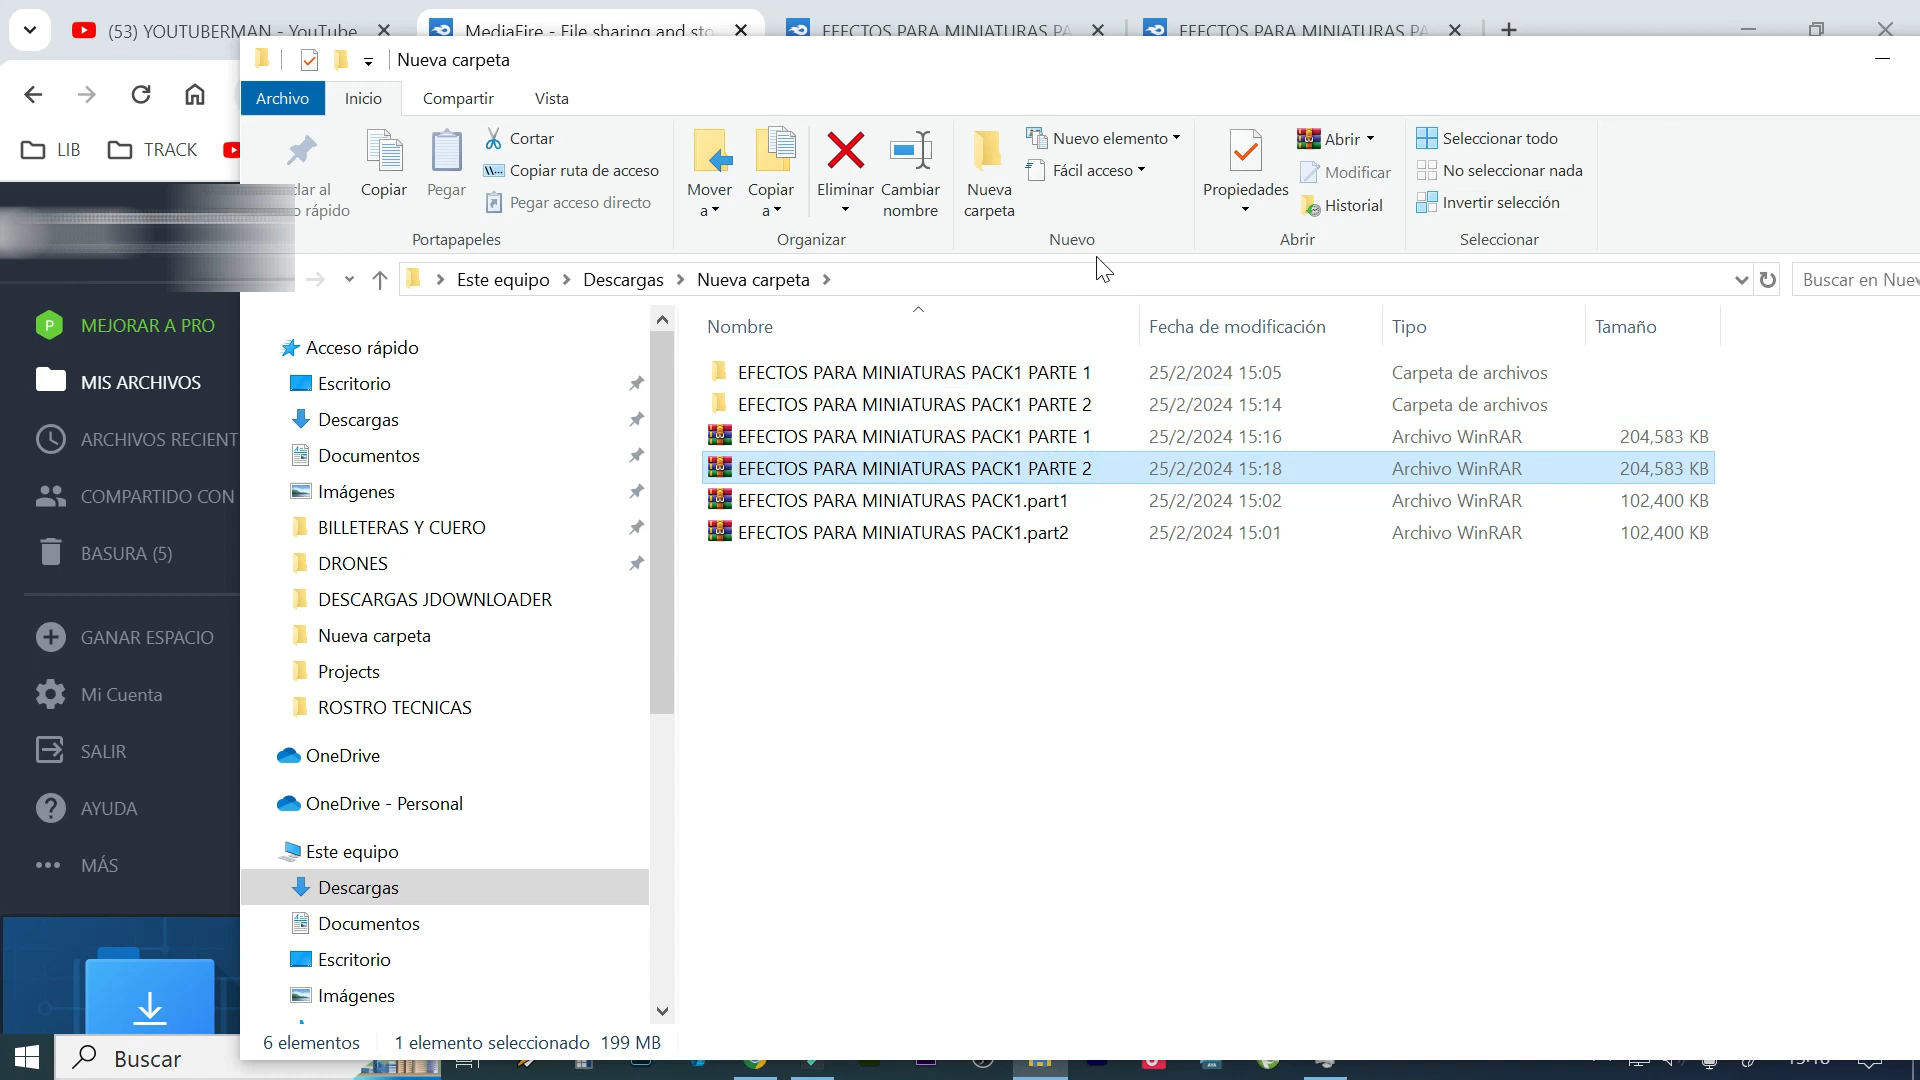 (53) YOUTUBERMAN - YouTube
MediaFire - File sharing and sto
EFECTOS PARA MINIATURAS PA
EFECTOS PARA MINIATURAS PA
Nueva carpeta
Archivo
Inicio
Compartir
Vista
LIB
TRACK
Copiar
Pegar
Cortar
Copiar ruta de acceso
Pegar acceso directo
Portapapeles
Mover a
Copiar a
Eliminar
Cambiar nombre
Organizar
Nueva carpeta
Nuevo elemento
Fácil acceso
Nuevo
Propiedades
Abrir
Modificar
Historial
Abrir
Seleccionar todo
No seleccionar nada
Invertir selección
Seleccionar
Este equipo
Descargas
Nueva carpeta
Buscar en Nuev
MEJORAR A PRO
MIS ARCHIVOS
ARCHIVOS RECIENT
COMPARTIDO CON
BASURA (5)
GANAR ESPACIO
Mi Cuenta
SALIR
AYUDA
MÁS
Acceso rápido
Escritorio
Descargas
Documentos
Imágenes
BILLETERAS Y CUERO
DRONES
DESCARGAS JDOWNLOADER
Nueva carpeta
Projects
ROSTRO TECNICAS
OneDrive
OneDrive - Personal
Este equipo
Descargas
Documentos
Escritorio
Imágenes
Nombre Fecha de modificación Tipo Tamaño
EFECTOS PARA MINIATURAS PACK1 PARTE 1 25/2/2024 15:05 Carpeta de archivos
EFECTOS PARA MINIATURAS PACK1 PARTE 2 25/2/2024 15:14 Carpeta de archivos
EFECTOS PARA MINIATURAS PACK1 PARTE 1 25/2/2024 15:16 Archivo WinRAR 204,583 KB
EFECTOS PARA MINIATURAS PACK1 PARTE 2 25/2/2024 15:18 Archivo WinRAR 204,583 KB
EFECTOS PARA MINIATURAS PACK1.part1 25/2/2024 15:02 Archivo WinRAR 102,400 KB
EFECTOS PARA MINIATURAS PACK1.part2 25/2/2024 15:01 Archivo WinRAR 102,400 KB
6 elementos 1 elemento seleccionado 199 MB
Buscar